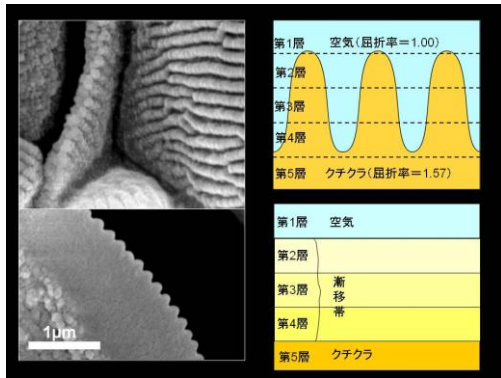 第1層 空気(屈折率=1.00)
第2層
第3層
第4層
第5層 クチクラ(屈折率=1.57)
1μm
第1層 空気
第2層
第3層 漸移帯
第4層
第5層 クチクラ